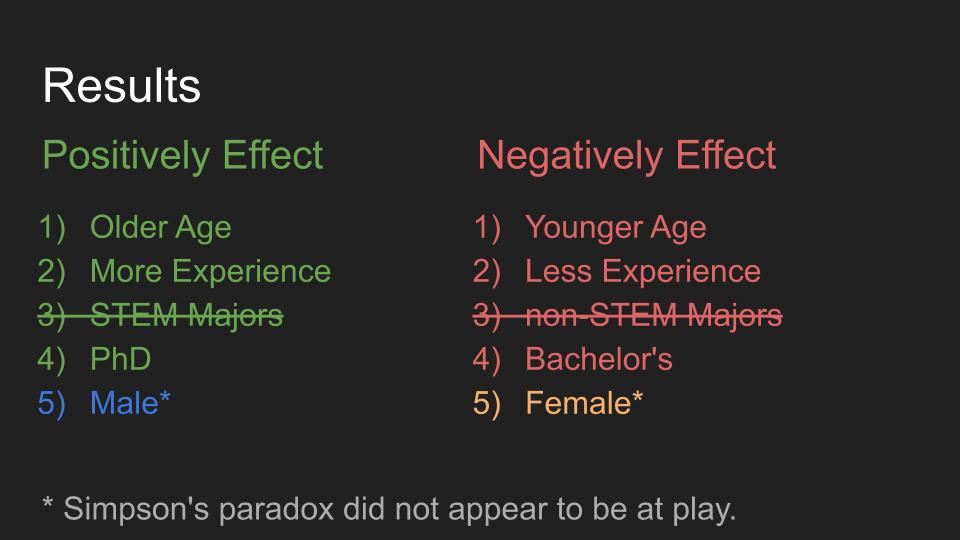 Results
Positively Effect
1) Older Age
2) More Experience
3) STEM Majors
4) PhD
5) Male*
Negatively Effect
1) Younger Age
2) Less Experience
3) non-STEM Majors
4) Bachelor's
5) Female*
* Simpson's paradox did not appear to be at play.